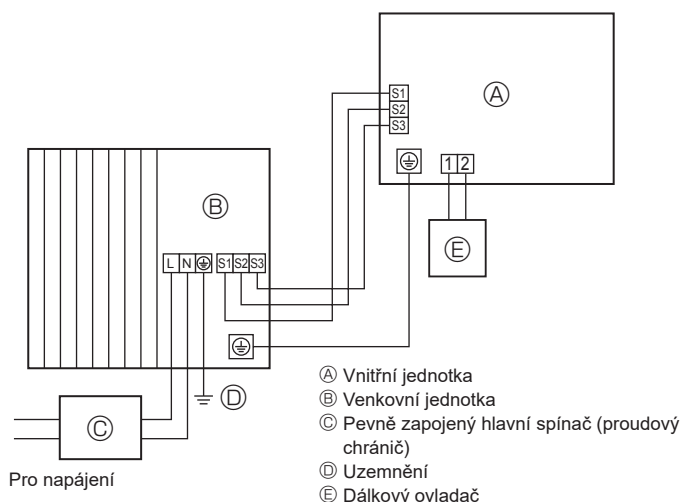 S1
S2
S3
Ⓐ
1 2
Ⓑ
L N S1 S2 S3
Ⓔ
Ⓓ
Ⓒ
Pro napájení
Ⓐ Vnitřní jednotka
Ⓑ Venkovní jednotka
Ⓒ Pevně zapojený hlavní spínač (proudový
chránič)
Ⓓ Uzemnění
Ⓔ Dálkový ovladač